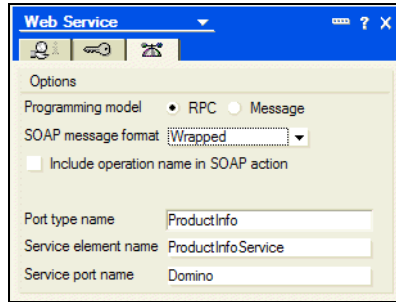 Web Service ? X
Options
Programming model RPC Message
SOAP message format Wrapped
Include operation name in SOAP action
Port type name ProductInfo
Service element name ProductInfoService
Service port name Domino